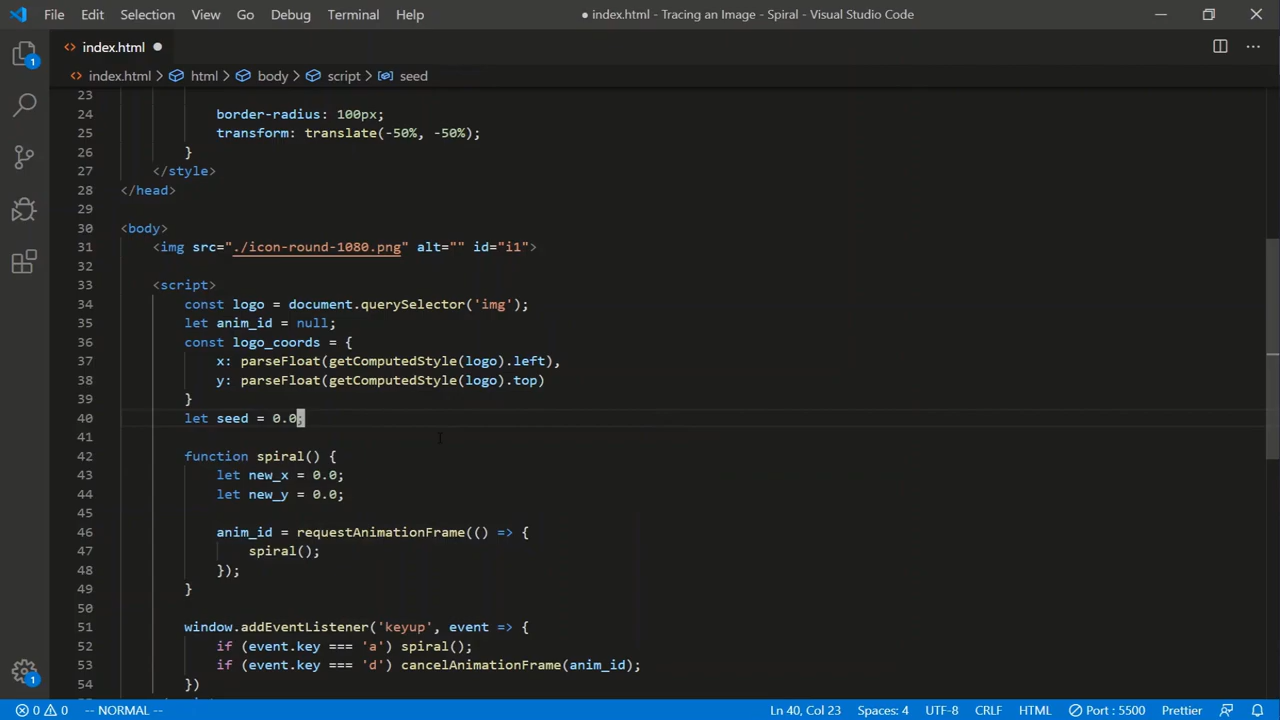 File Edit Selection View Go Debug Terminal Help ● index.html - Tracing an Image - Spiral - Visual Studio Code
<> index.html ●
<> index.html > html > body > script > seed
1
23
24 border-radius: 100px;
25 transform: translate(-50%, -50%);
26 }
27 </style>
28 </head>
29
30 <body>
31 <img src="./icon-round-1080.png" alt="" id="i1">
32
33 <script>
34 const logo = document.querySelector('img');
35 let anim_id = null;
36 const logo_coords = {
37 x: parseFloat(getComputedStyle(logo).left),
38 y: parseFloat(getComputedStyle(logo).top)
39 }
40 let seed = 0.0;
41
42 function spiral() {
43 let new_x = 0.0;
44 let new_y = 0.0;
45
46 anim_id = requestAnimationFrame(() => {
47 spiral();
48 });
49 }
50
51 window.addEventListener('keyup', event => {
52 if (event.key === 'a') spiral();
53 if (event.key === 'd') cancelAnimationFrame(anim_id);
54 })
1
0 0 -- NORMAL -- Ln 40, Col 23 Spaces: 4 UTF-8 CRLF HTML Port : 5500 Prettier